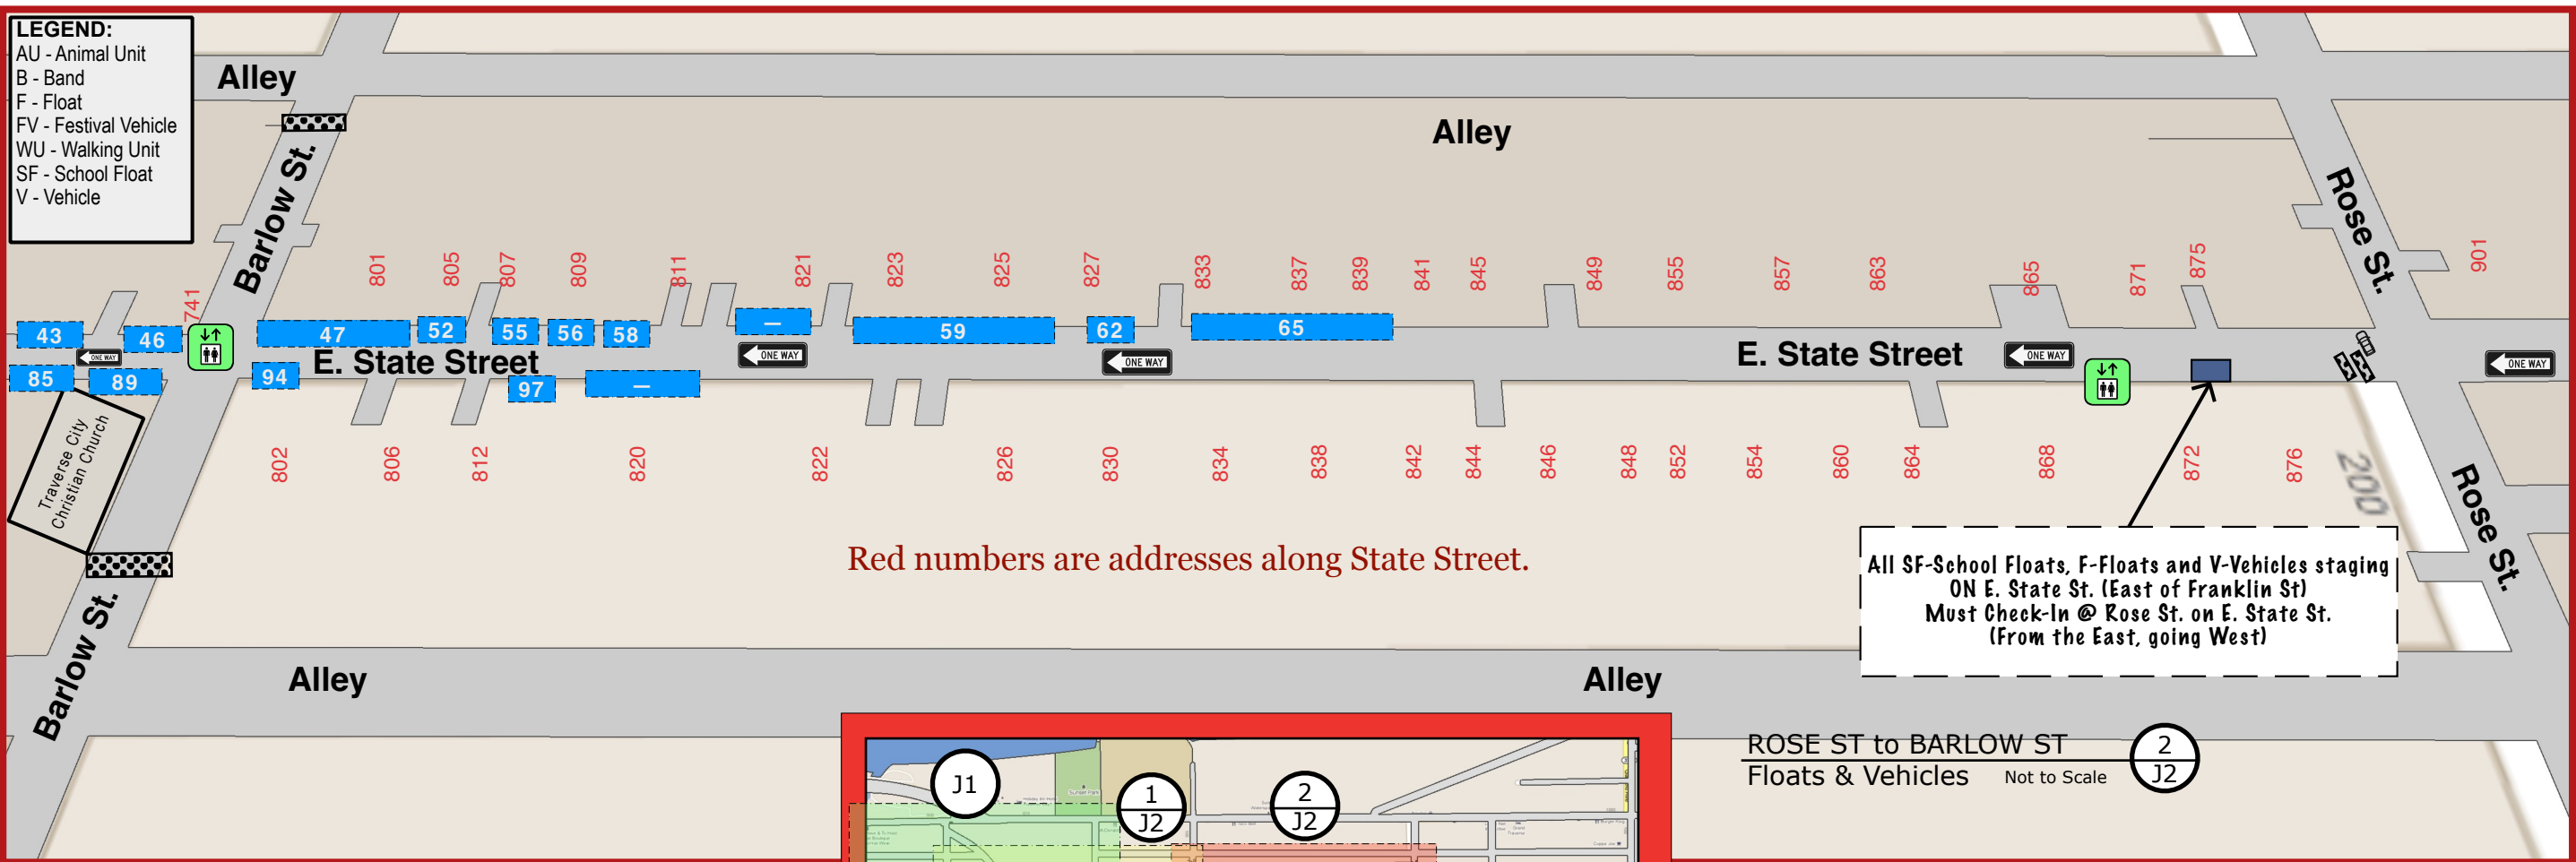 LEGEND:
AU - Animal Unit
B - Band
F - Float
FV - Festival Vehicle
WU - Walking Unit
SF - School Float
V - Vehicle
Alley
Alley
Barlow St.
Rose St.
741
801
805
807
809
811
821
823
825
827
833
837
839
841
845
849
855
857
863
865
871
875
901
43
46
47
52
55
56
58
—
59
62
65
ONE WAY
E. State Street
ONE WAY
ONE WAY
E. State Street
ONE WAY
ONE WAY
85
89
94
97
—
Traverse City
Christian Church
802
806
812
820
822
826
830
834
838
842
844
846
848
852
854
860
864
868
872
876
200
Rose St.
Red numbers are addresses along State Street.
All SF-School Floats, F-Floats and V-Vehicles staging
ON E. State St. (East of Franklin St)
Must Check-In @ Rose St. on E. State St.
(From the East, going West)
Barlow St.
Alley
Alley
ROSE ST to BARLOW ST
Floats & Vehicles Not to Scale
2
J2
J1
1
J2
2
J2
Sunset Park